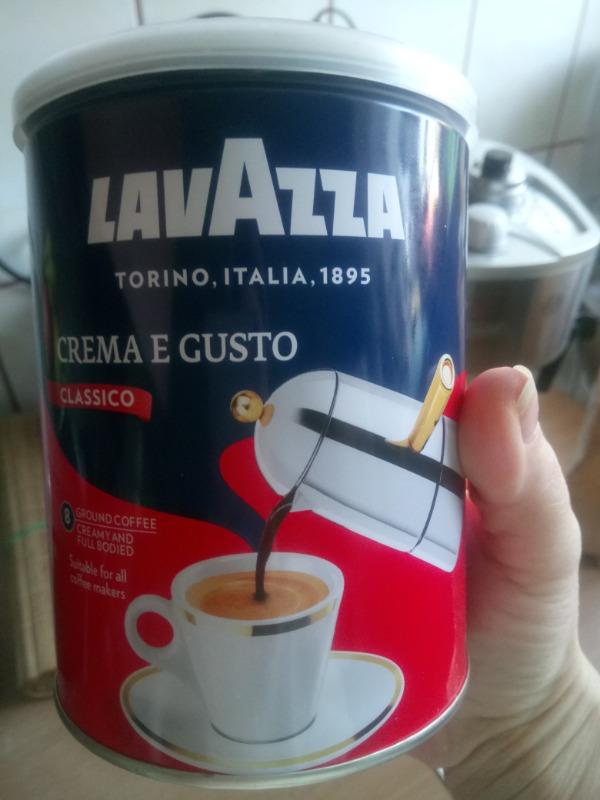 LAVAZZA
TORINO, ITALIA, 1895
CREMA E GUSTO
CLASSICO
8
GROUND COFFEE
CREAMY AND
FULL BODIED
Suitable for all
coffee makers